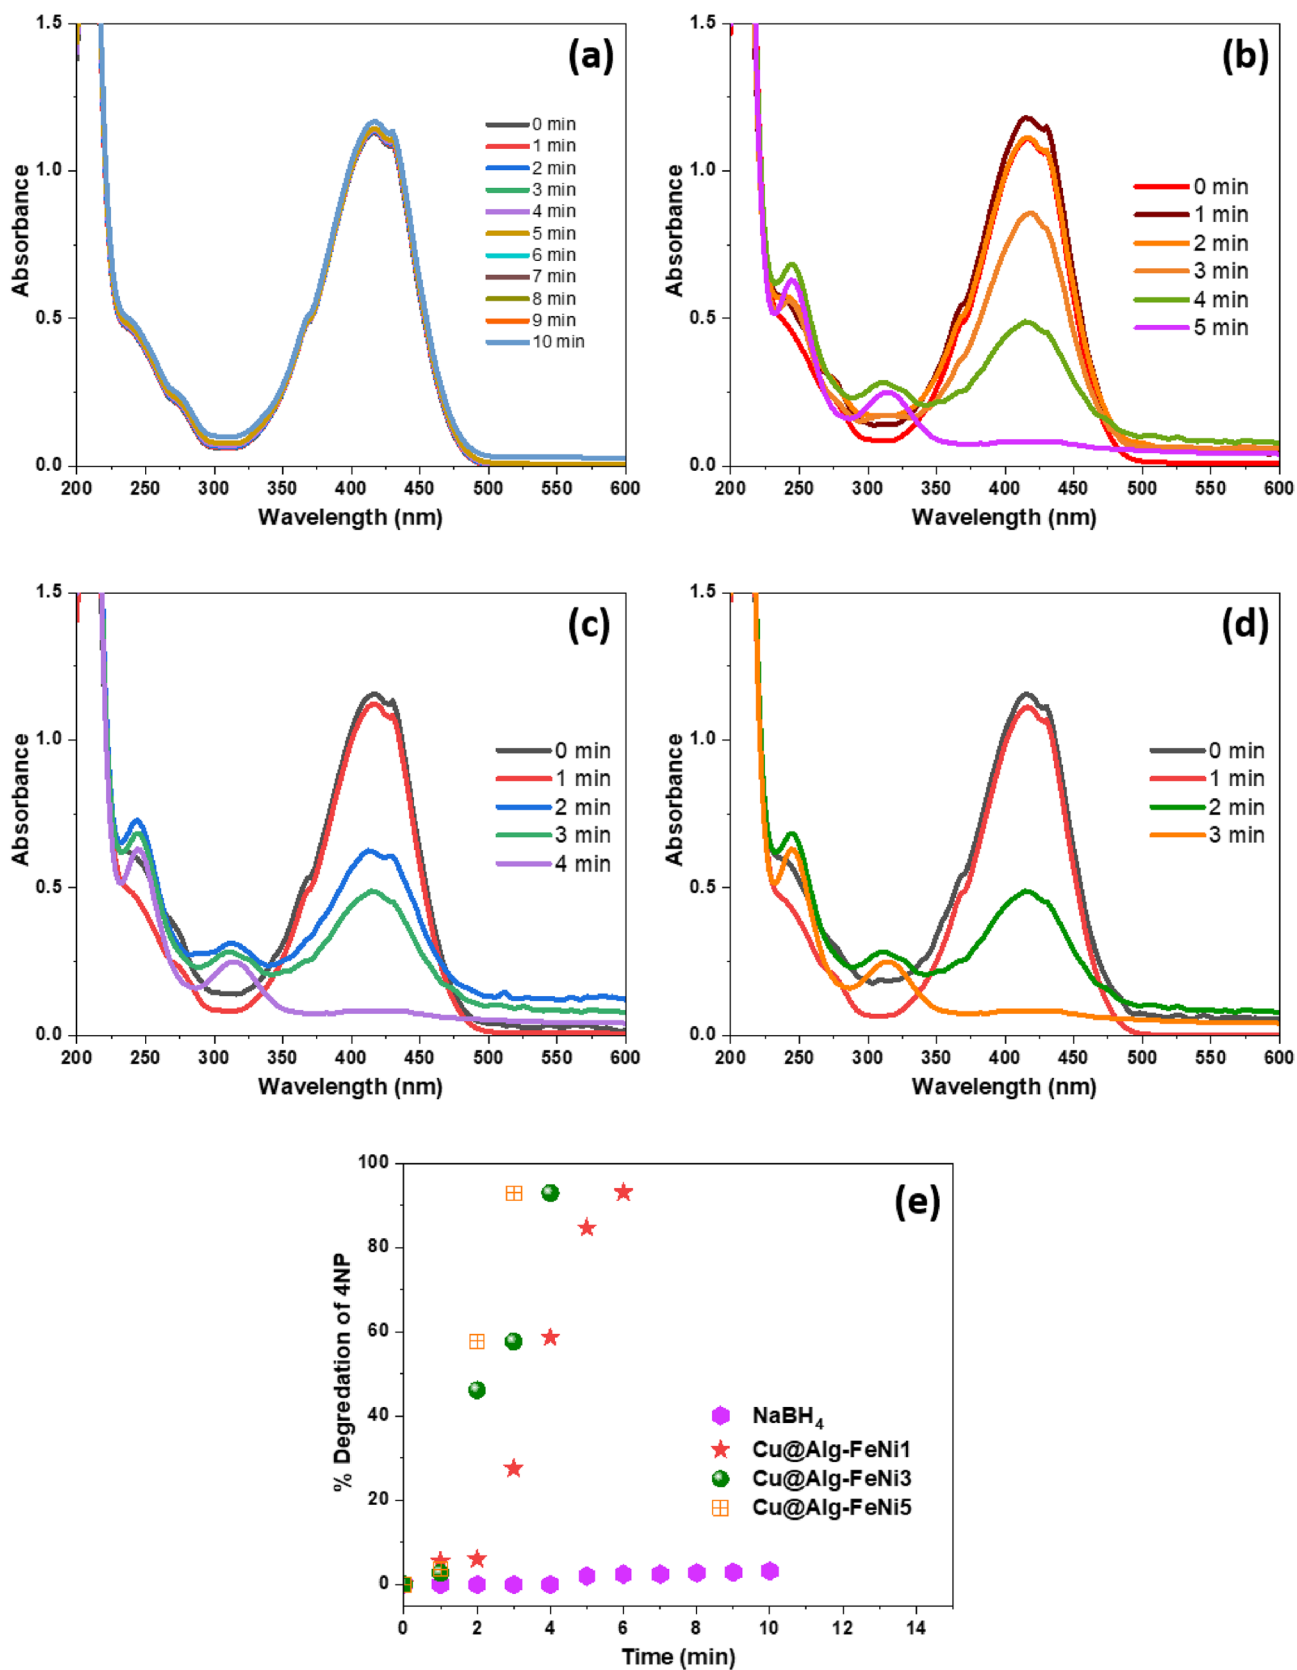 (a)
1.5
1.0
0.5
0.0
Absorbance
0 min
1 min
2 min
3 min
4 min
5 min
6 min
7 min
8 min
9 min
10 min
200 250 300 350 400 450 500 550 600
Wavelength (nm)
(b)
1.5
1.0
0.5
0.0
Absorbance
0 min
1 min
2 min
3 min
4 min
5 min
200 250 300 350 400 450 500 550 600
Wavelength (nm)
(c)
1.5
1.0
0.5
0.0
Absorbance
0 min
1 min
2 min
3 min
4 min
200 250 300 350 400 450 500 550 600
Wavelength (nm)
(d)
1.5
1.0
0.5
0.0
Absorbance
0 min
1 min
2 min
3 min
200 250 300 350 400 450 500 550 600
Wavelength (nm)
(e)
100
80
60
40
20
0
% Degredation of 4NP
NaBH₄
Cu@Alg-FeNi1
Cu@Alg-FeNi3
Cu@Alg-FeNi5
0 2 4 6 8 10 12 14
Time (min)